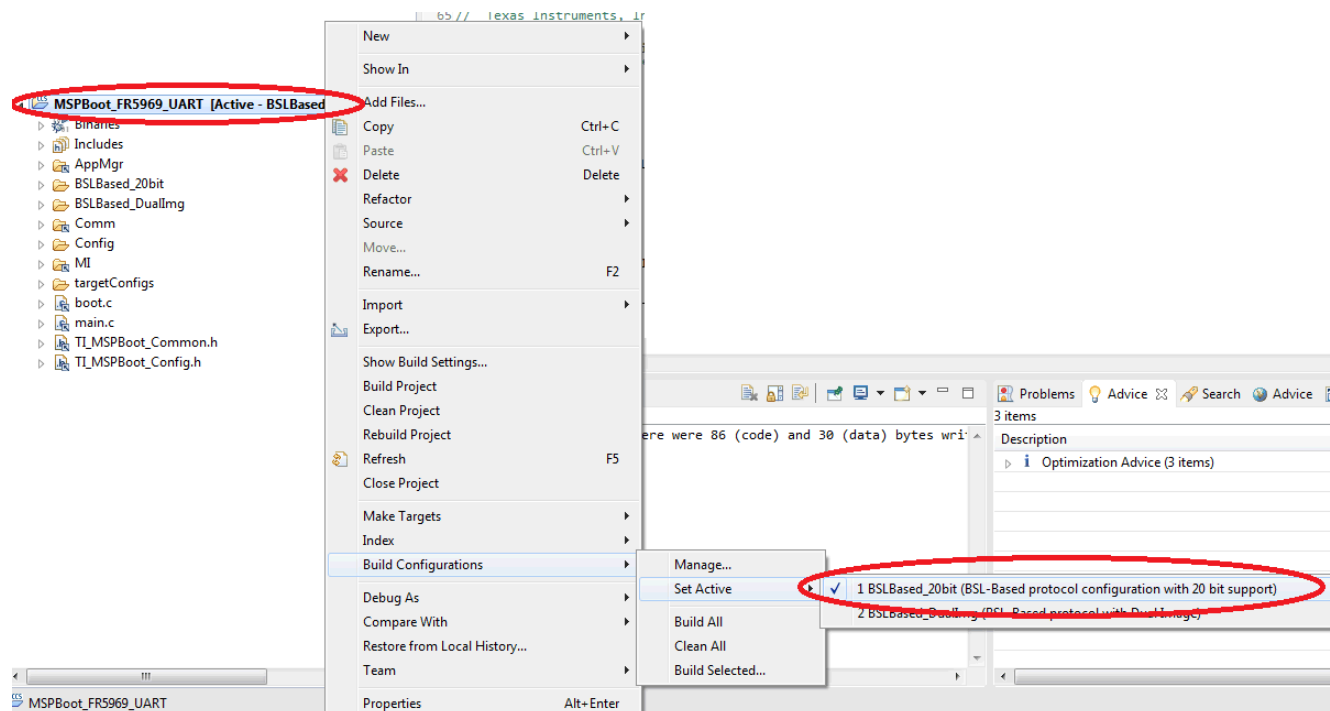 65 // Texas Instruments, In
MSPBoot_FR5969_UART [Active - BSLBased
Binaries
Includes
AppMgr
BSLBased_20bit
BSLBased_DualImg
Comm
Config
MI
targetConfigs
boot.c
main.c
TI_MSPBoot_Common.h
TI_MSPBoot_Config.h
New
Show In
Add Files...
Copy Ctrl+C
Paste Ctrl+V
Delete Delete
Refactor
Source
Move...
Rename... F2
Import
Export...
Show Build Settings...
Build Project
Clean Project
Rebuild Project
Refresh F5
Close Project
Make Targets
Index
Build Configurations
Debug As
Compare With
Restore from Local History...
Team
Properties Alt+Enter
Manage...
Set Active
Build All
Clean All
Build Selected...
1 BSLBased_20bit (BSL-Based protocol configuration with 20 bit support)
2 BSLBased_DualImg (BSL-Based protocol with DualImage)
Problems Advice Search Advice
3 items
Description
i Optimization Advice (3 items)
ere were 86 (code) and 30 (data) bytes wri
MSPBoot_FR5969_UART